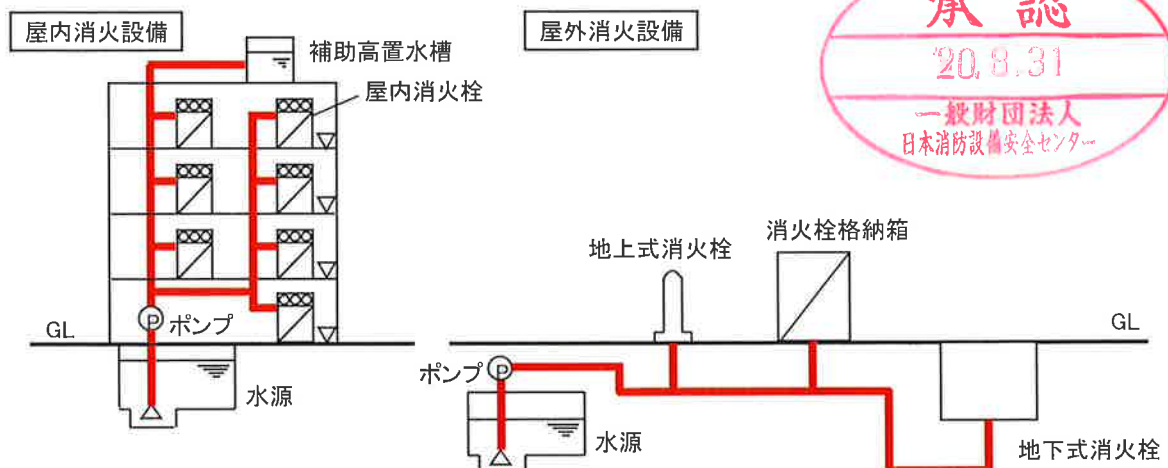 屋内消火設備
補助高置水槽
屋内消火栓
GL
P
ポンプ
水源
屋外消火設備
承認
'20.8.31
一般財団法人
日本消防設備安全センター
地上式消火栓
消火栓格納箱
GL
ポンプ
P
水源
地下式消火栓